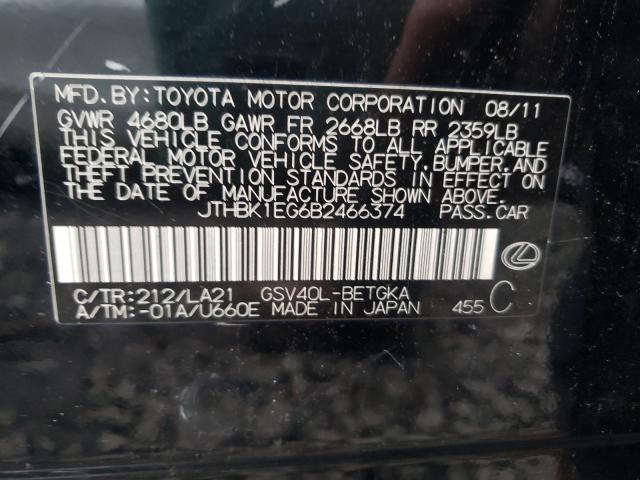 MFD.BY:TOYOTA MOTOR CORPORATION 08/11
GVWR 4680LB GAWR FR 2668LB RR 2359LB
THIS VEHICLE CONFORMS TO ALL APPLICABLE
FEDERAL MOTOR VEHICLE SAFETY,BUMPER,AND
THEFT PREVENTION STANDARDS IN EFFECT ON
THE DATE OF MANUFACTURE SHOWN ABOVE.
JTHBK1EG6B2466374 PASS.CAR
C/TR:212/LA21 GSV40L-BETGKA
A/TM:-01A/U660E MADE IN JAPAN 455 C